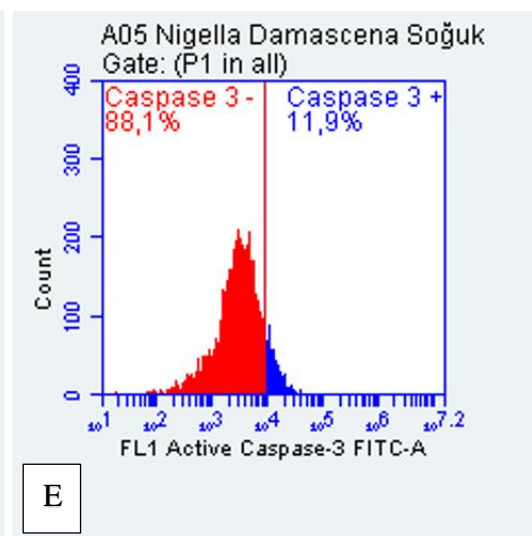 A05 Nigella Damascena Soğuk
Gate: (P1 in all)
Caspase 3 - Caspase 3 +
88,1% 11,9%
400
300
200
100
0
Count
10^1 10^2 10^3 10^4 10^5 10^6 10^7.2
FL1 Active Caspase-3 FITC-A
E